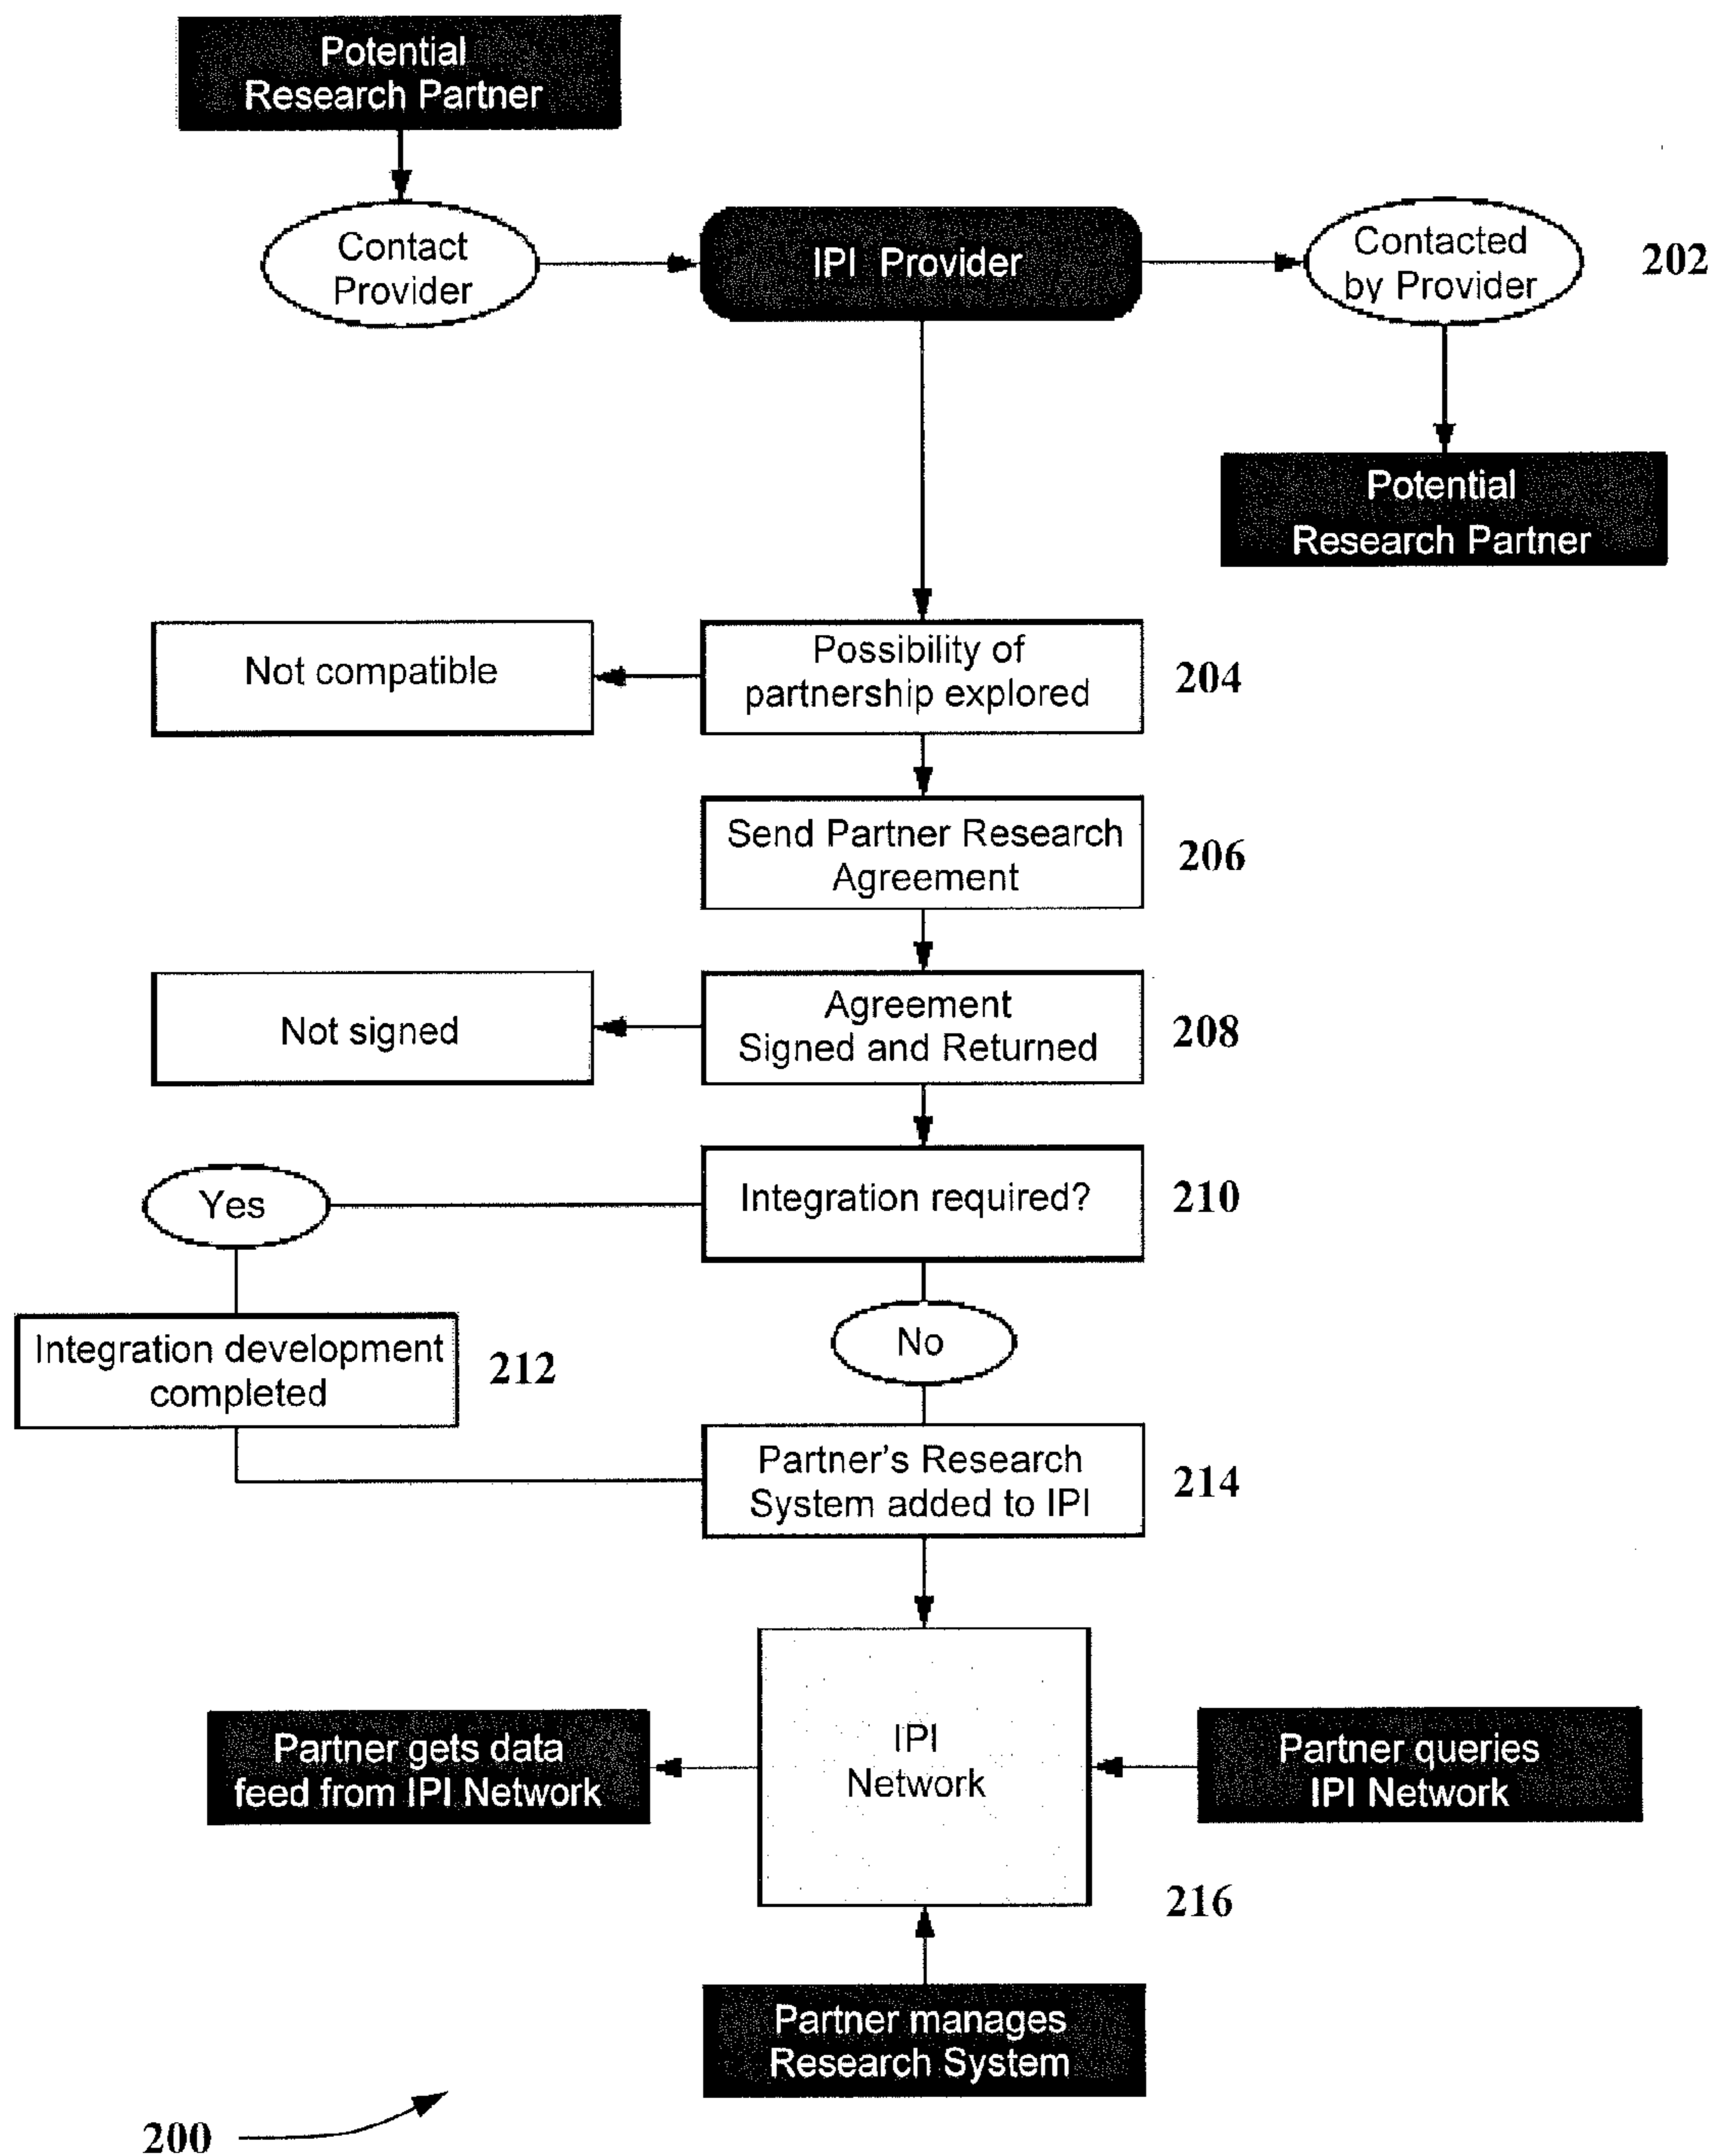 Potential
Research Partner
Contact
Provider
IPI Provider
Contacted
by Provider
202
Potential
Research Partner
Not compatible
Possibility of
partnership explored
204
Send Partner Research
Agreement
206
Not signed
Agreement
Signed and Returned
208
Yes
Integration required?
210
Integration development
completed
212
No
Partner's Research
System added to IPI
214
Partner gets data
feed from IPI Network
IPI
Network
Partner queries
IPI Network
216
Partner manages
Research System
200